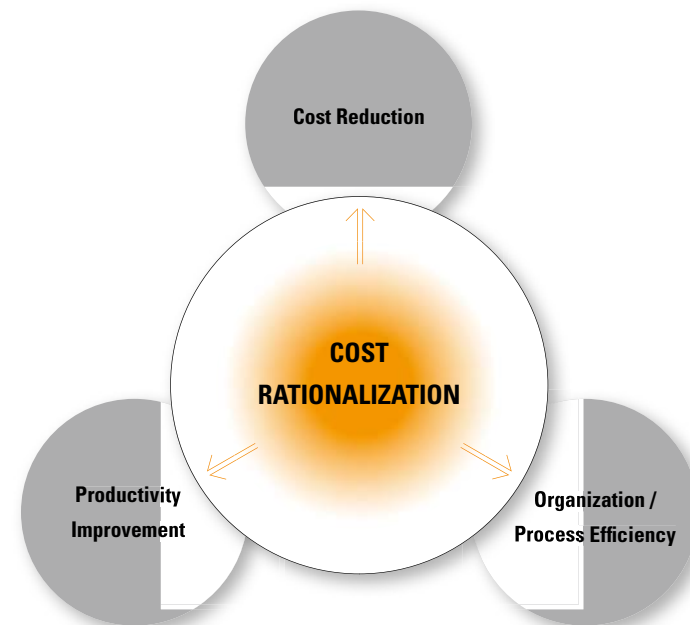 Cost Reduction
COST
RATIONALIZATION
Productivity
Improvement
Organization /
Process Efficiency